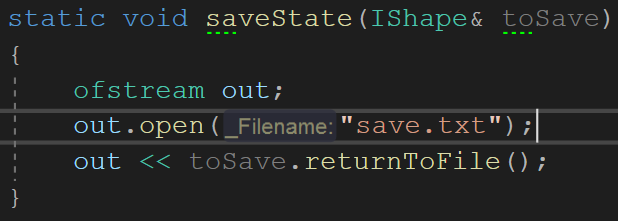 static void saveState(IShape& toSave)
{
ofstream out;
out.open(_Filename:"save.txt");
out << toSave.returnToFile();
}